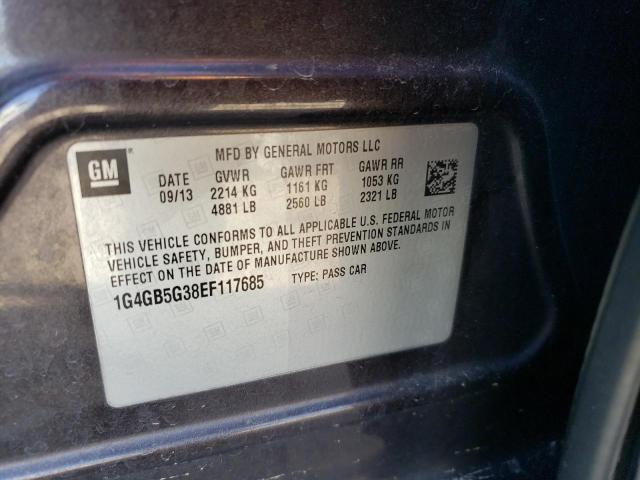 GM
MFD BY GENERAL MOTORS LLC
DATE GVWR GAWR FRT GAWR RR
09/13 2214 KG 1161 KG 1053 KG
4881 LB 2560 LB 2321 LB
THIS VEHICLE CONFORMS TO ALL APPLICABLE U.S. FEDERAL MOTOR
VEHICLE SAFETY, BUMPER, AND THEFT PREVENTION STANDARDS IN
EFFECT ON THE DATE OF MANUFACTURE SHOWN ABOVE.
1G4GB5G38EF117685 TYPE: PASS CAR